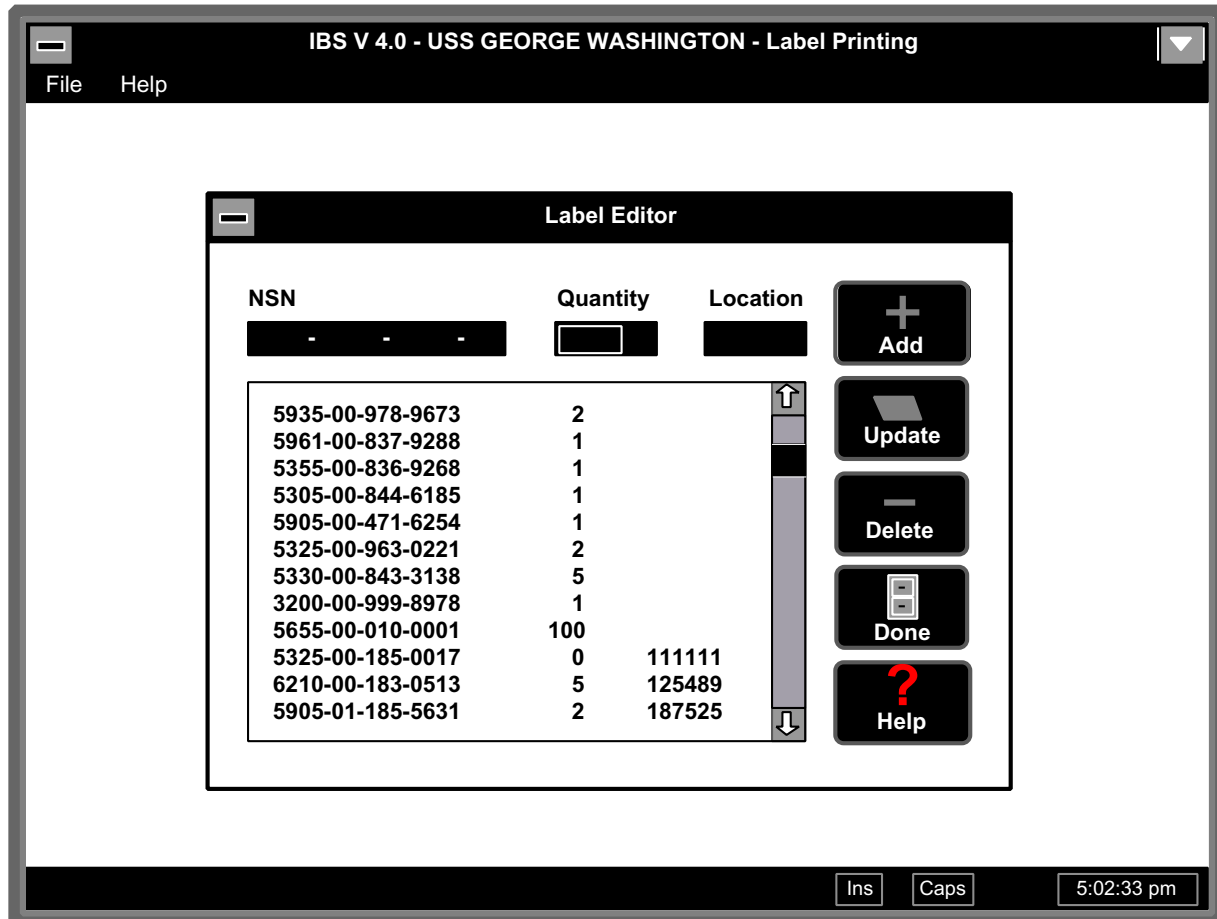 IBS V 4.0 - USS GEORGE WASHINGTON - Label Printing
File Help
Label Editor
NSN Quantity Location
- - -
Add
5935-00-978-9673 2
5961-00-837-9288 1
Update
5355-00-836-9268 1
5305-00-844-6185 1
5905-00-471-6254 1
Delete
5325-00-963-0221 2
5330-00-843-3138 5
3200-00-999-8978 1
5655-00-010-0001 100
Done
5325-00-185-0017 0 111111
6210-00-183-0513 5 125489
5905-01-185-5631 2 187525
?
Help
Ins Caps 5:02:33 pm